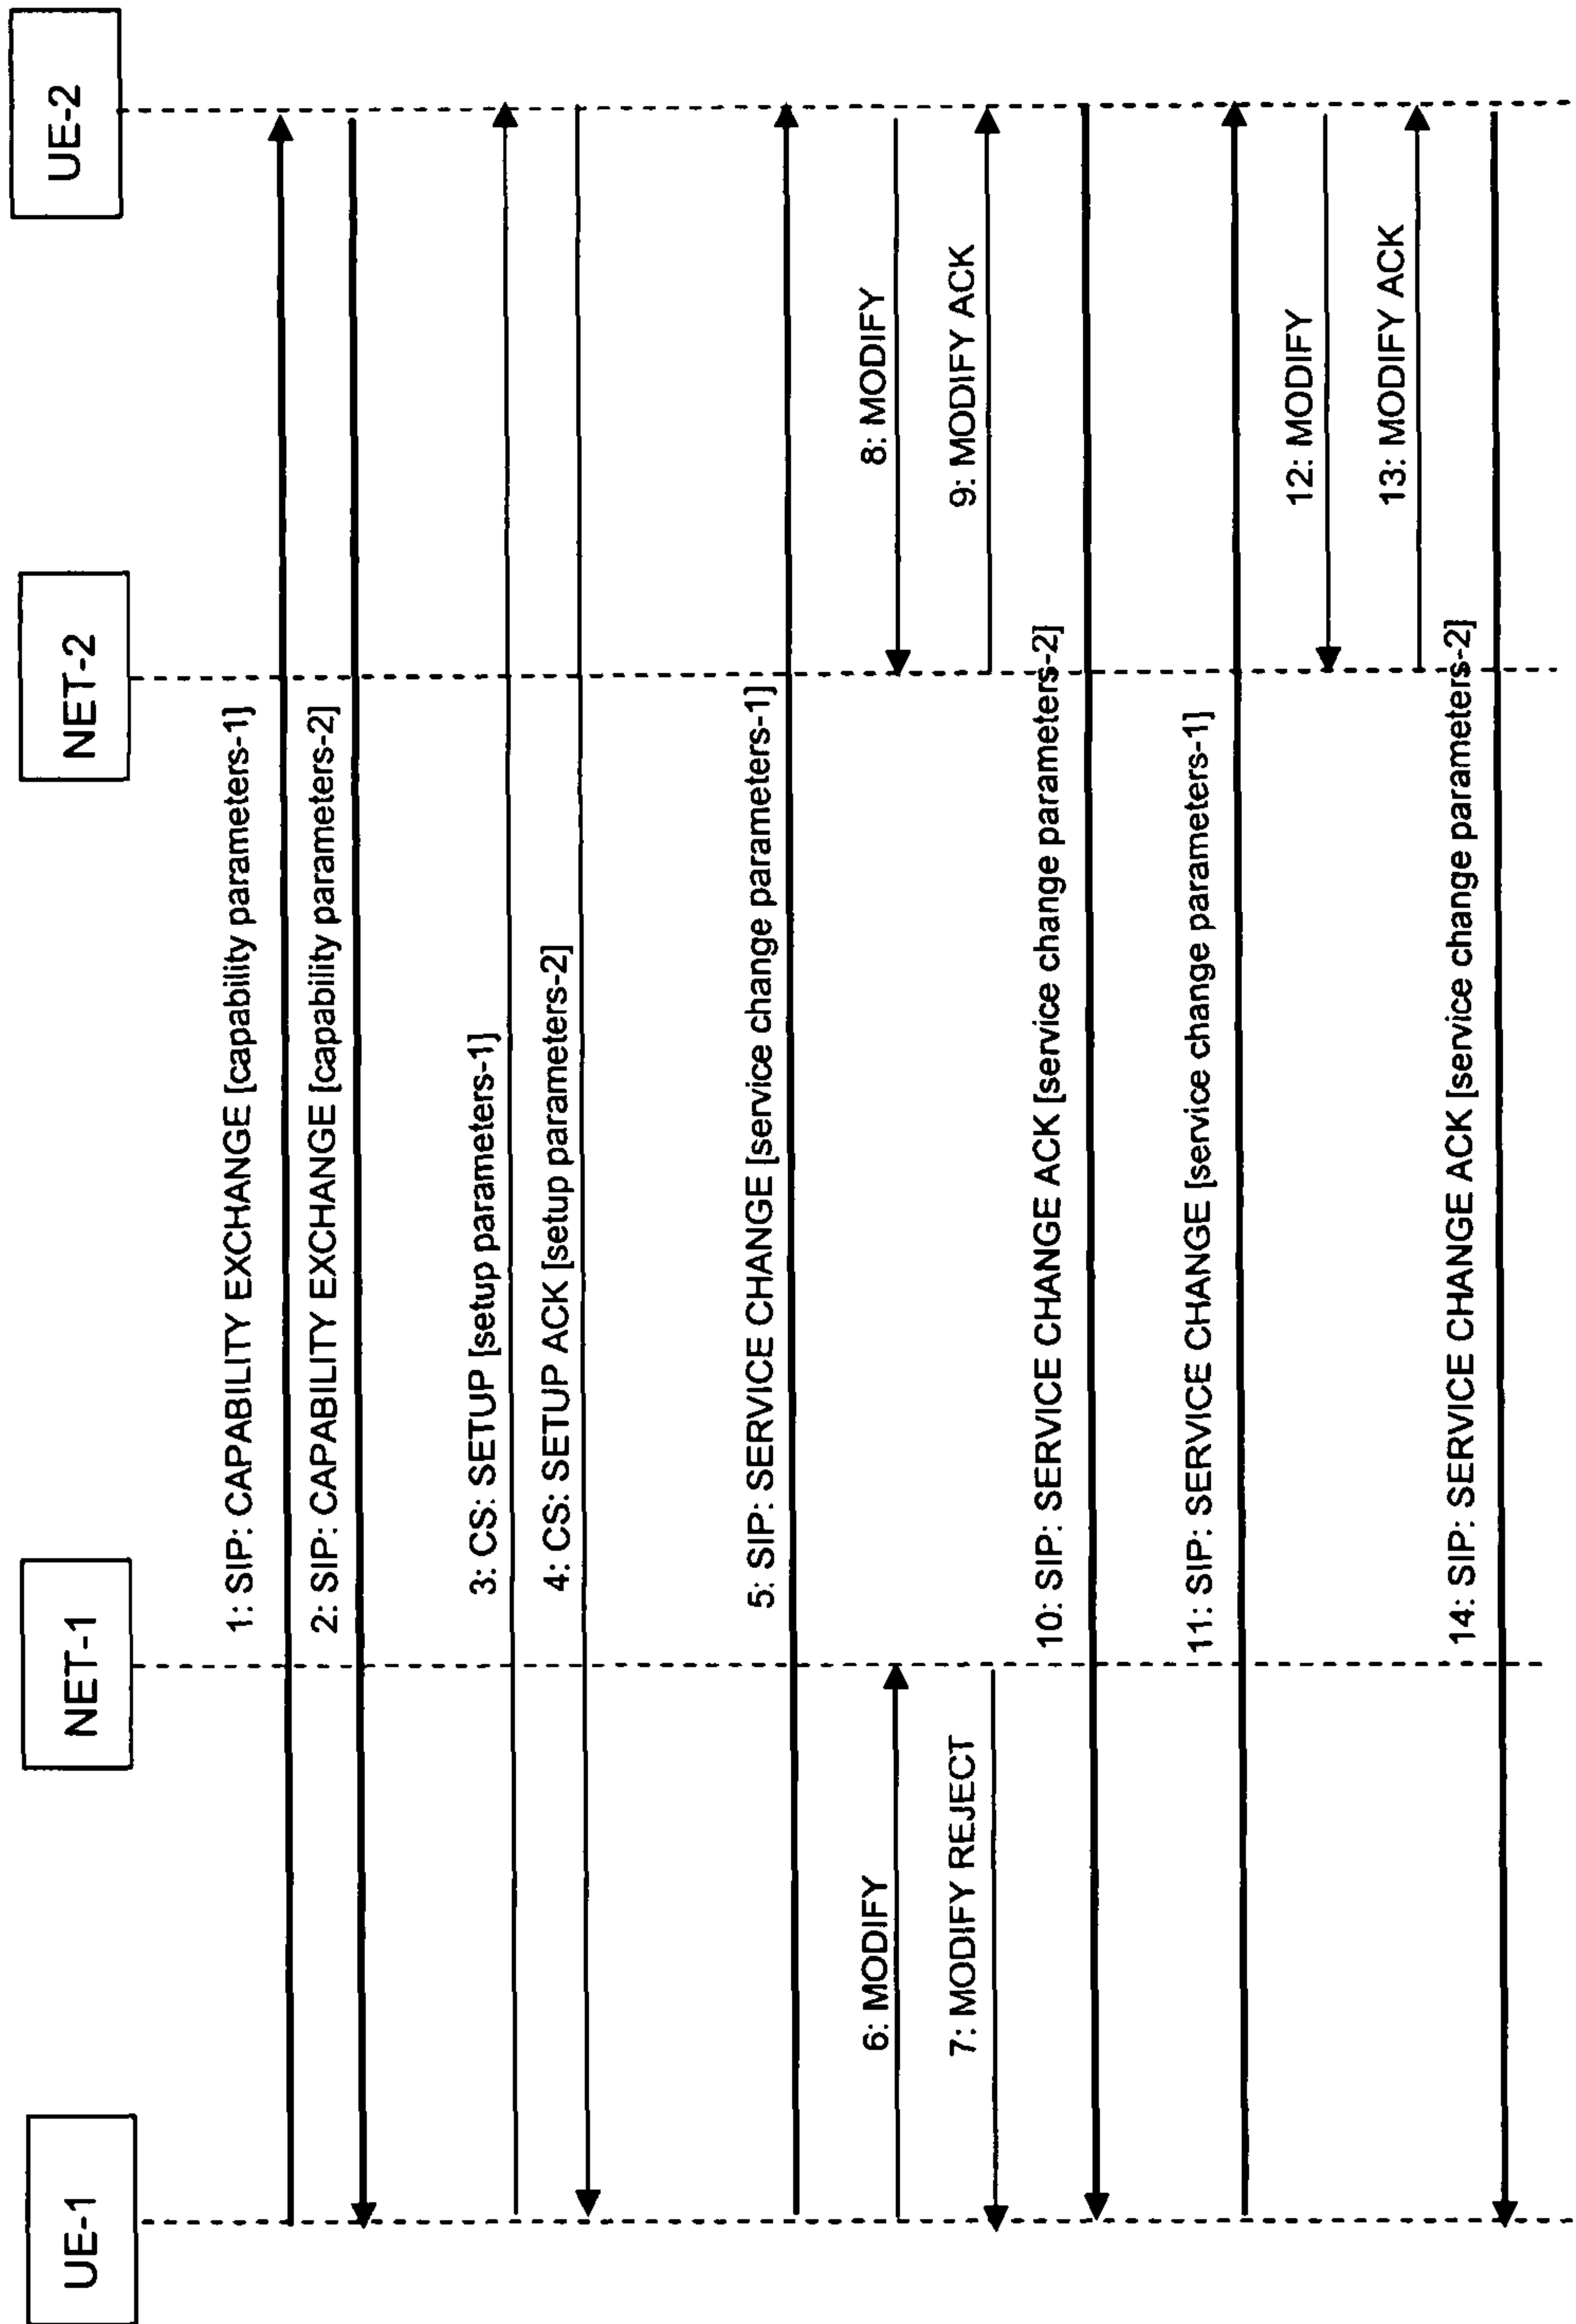 UE-1
NET-1
NET-2
UE-2
1: SIP: CAPABILITY EXCHANGE [capability parameters-1]
2: SIP: CAPABILITY EXCHANGE [capability parameters-2]
3: CS: SETUP [setup parameters-1]
4: CS: SETUP ACK [setup parameters-2]
5: SIP: SERVICE CHANGE [service change parameters-1]
6: MODIFY
8: MODIFY
7: MODIFY REJECT
9: MODIFY ACK
10: SIP: SERVICE CHANGE ACK [service change parameters-2]
11: SIP: SERVICE CHANGE [service change parameters-1]
12: MODIFY
13: MODIFY ACK
14: SIP: SERVICE CHANGE ACK [service change parameters-2]